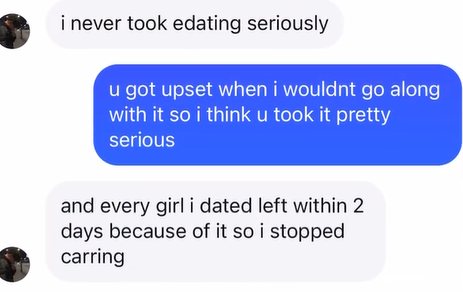 i never took edating seriously
u got upset when i wouldnt go along
with it so i think u took it pretty
serious
and every girl i dated left within 2
days because of it so i stopped
carring